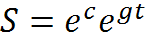 S = e^c e^{gt}